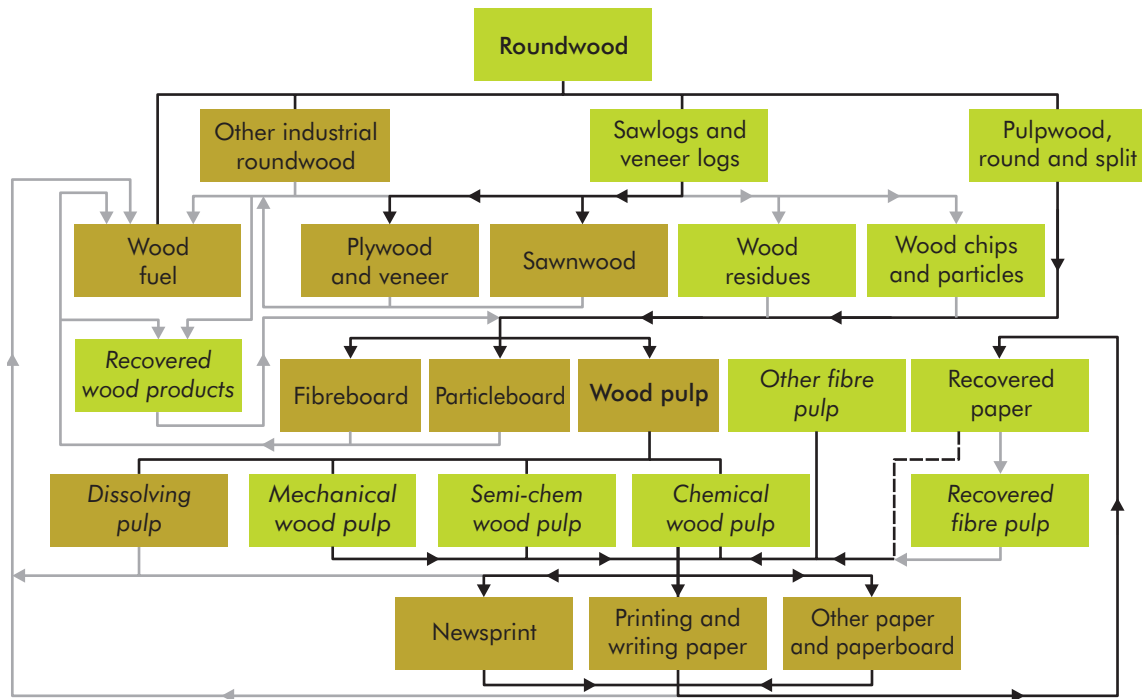 Roundwood
Other industrial
roundwood
Sawlogs and
veneer logs
Pulpwood,
round and split
Wood
fuel
Plywood
and veneer
Sawnwood
Wood
residues
Wood chips
and particles
Recovered
wood products
Fibreboard
Particleboard
Wood pulp
Other fibre
pulp
Recovered
paper
Dissolving
pulp
Mechanical
wood pulp
Semi-chem
wood pulp
Chemical
wood pulp
Recovered
fibre pulp
Newsprint
Printing and
writing paper
Other paper
and paperboard